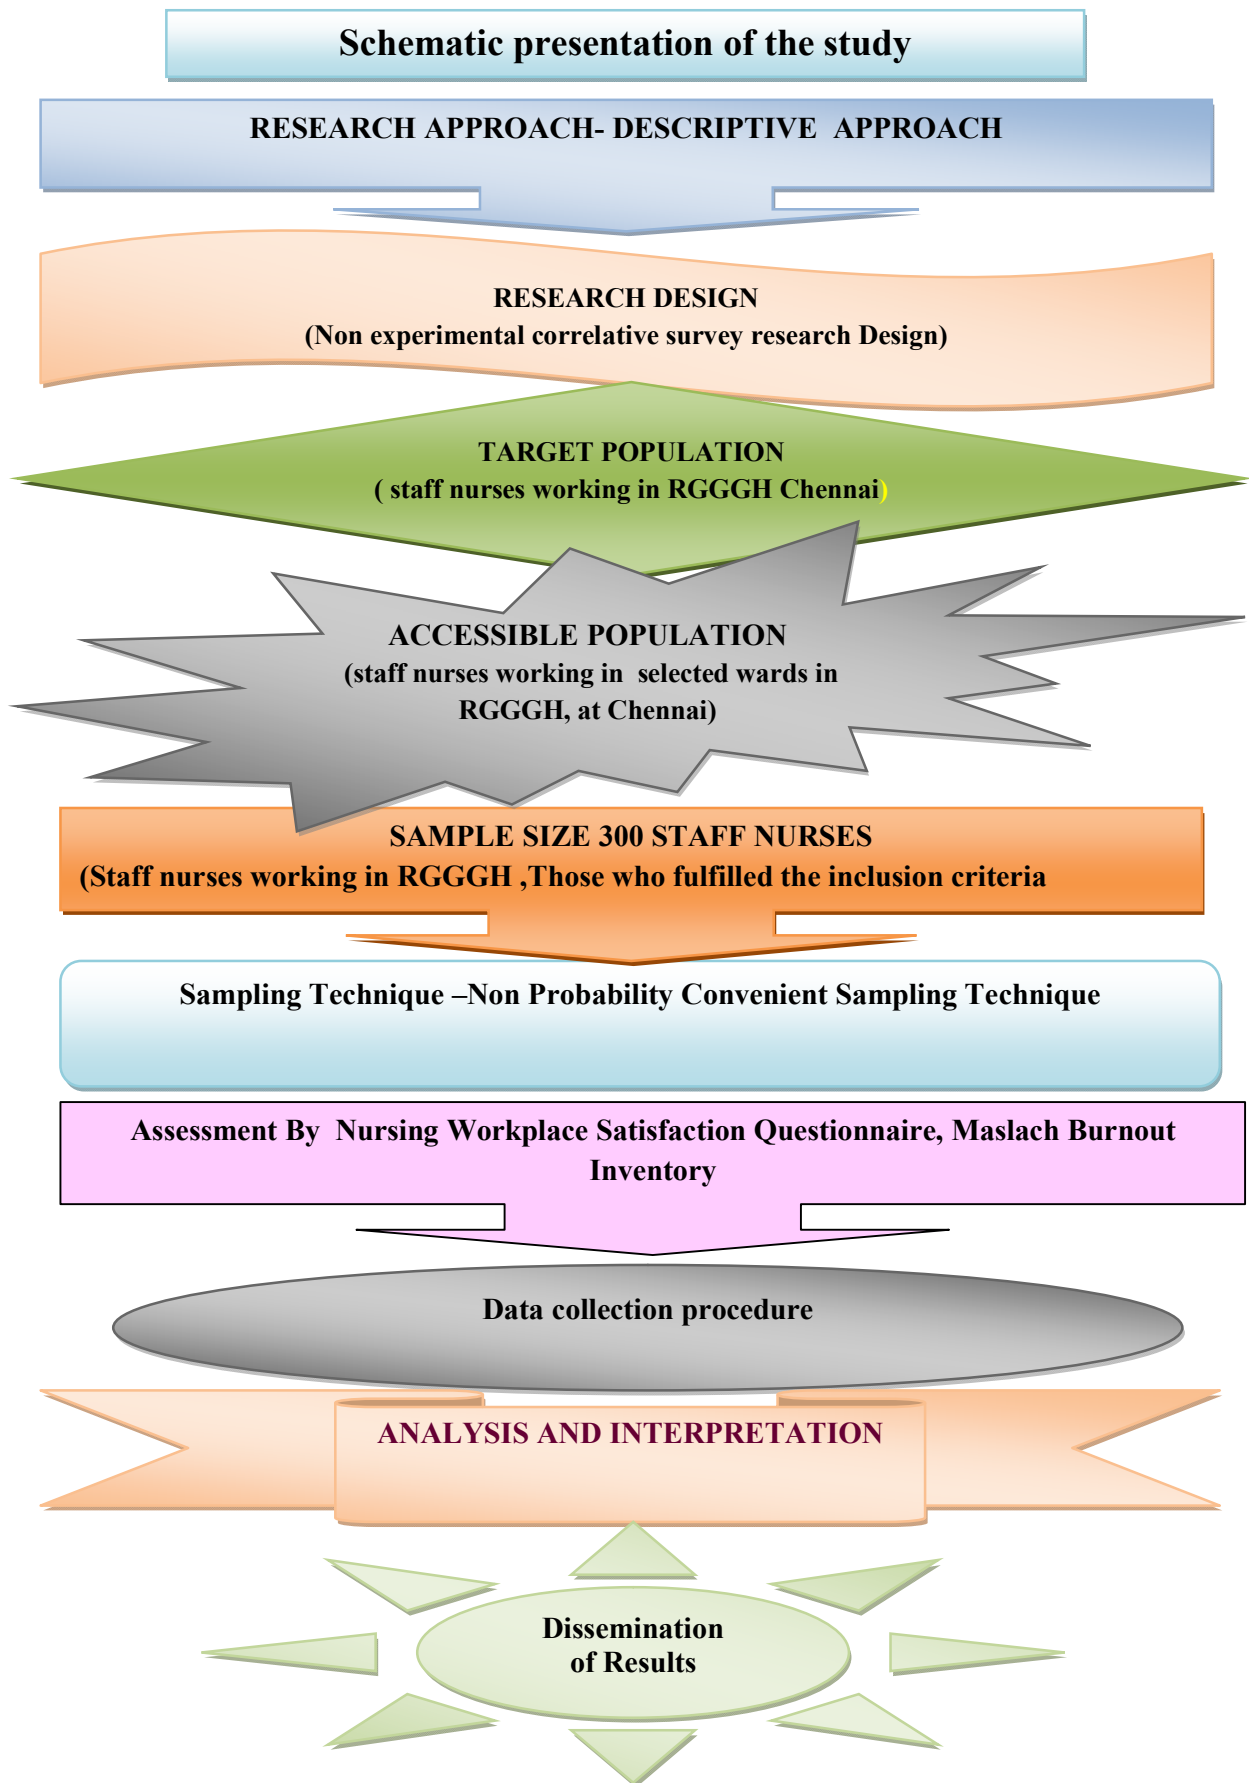 Schematic presentation of the study
RESEARCH APPROACH- DESCRIPTIVE APPROACH
RESEARCH DESIGN
(Non experimental correlative survey research Design)
TARGET POPULATION
( staff nurses working in RGGGH Chennai)
ACCESSIBLE POPULATION
(staff nurses working in selected wards in
RGGGH, at Chennai)
SAMPLE SIZE 300 STAFF NURSES
(Staff nurses working in RGGGH ,Those who fulfilled the inclusion criteria
Sampling Technique –Non Probability Convenient Sampling Technique
Assessment By Nursing Workplace Satisfaction Questionnaire, Maslach Burnout
Inventory
Data collection procedure
ANALYSIS AND INTERPRETATION
Dissemination
of Results